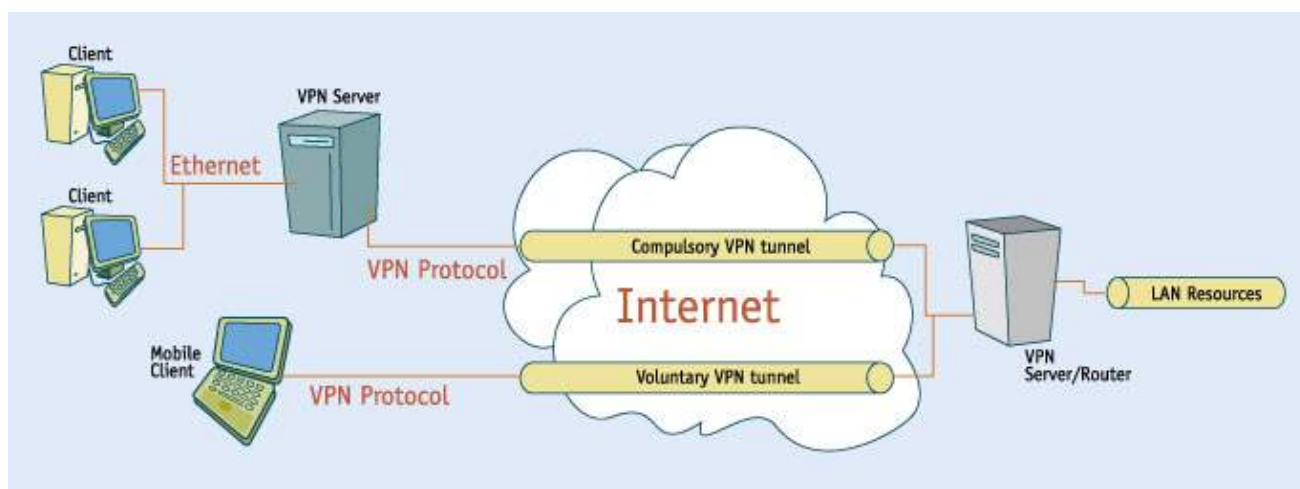 Client
VPN Server
Ethernet
Client
VPN Protocol
Compulsory VPN tunnel
Internet
LAN Resources
Mobile
Client
VPN Protocol
Voluntary VPN tunnel
VPN
Server/Router